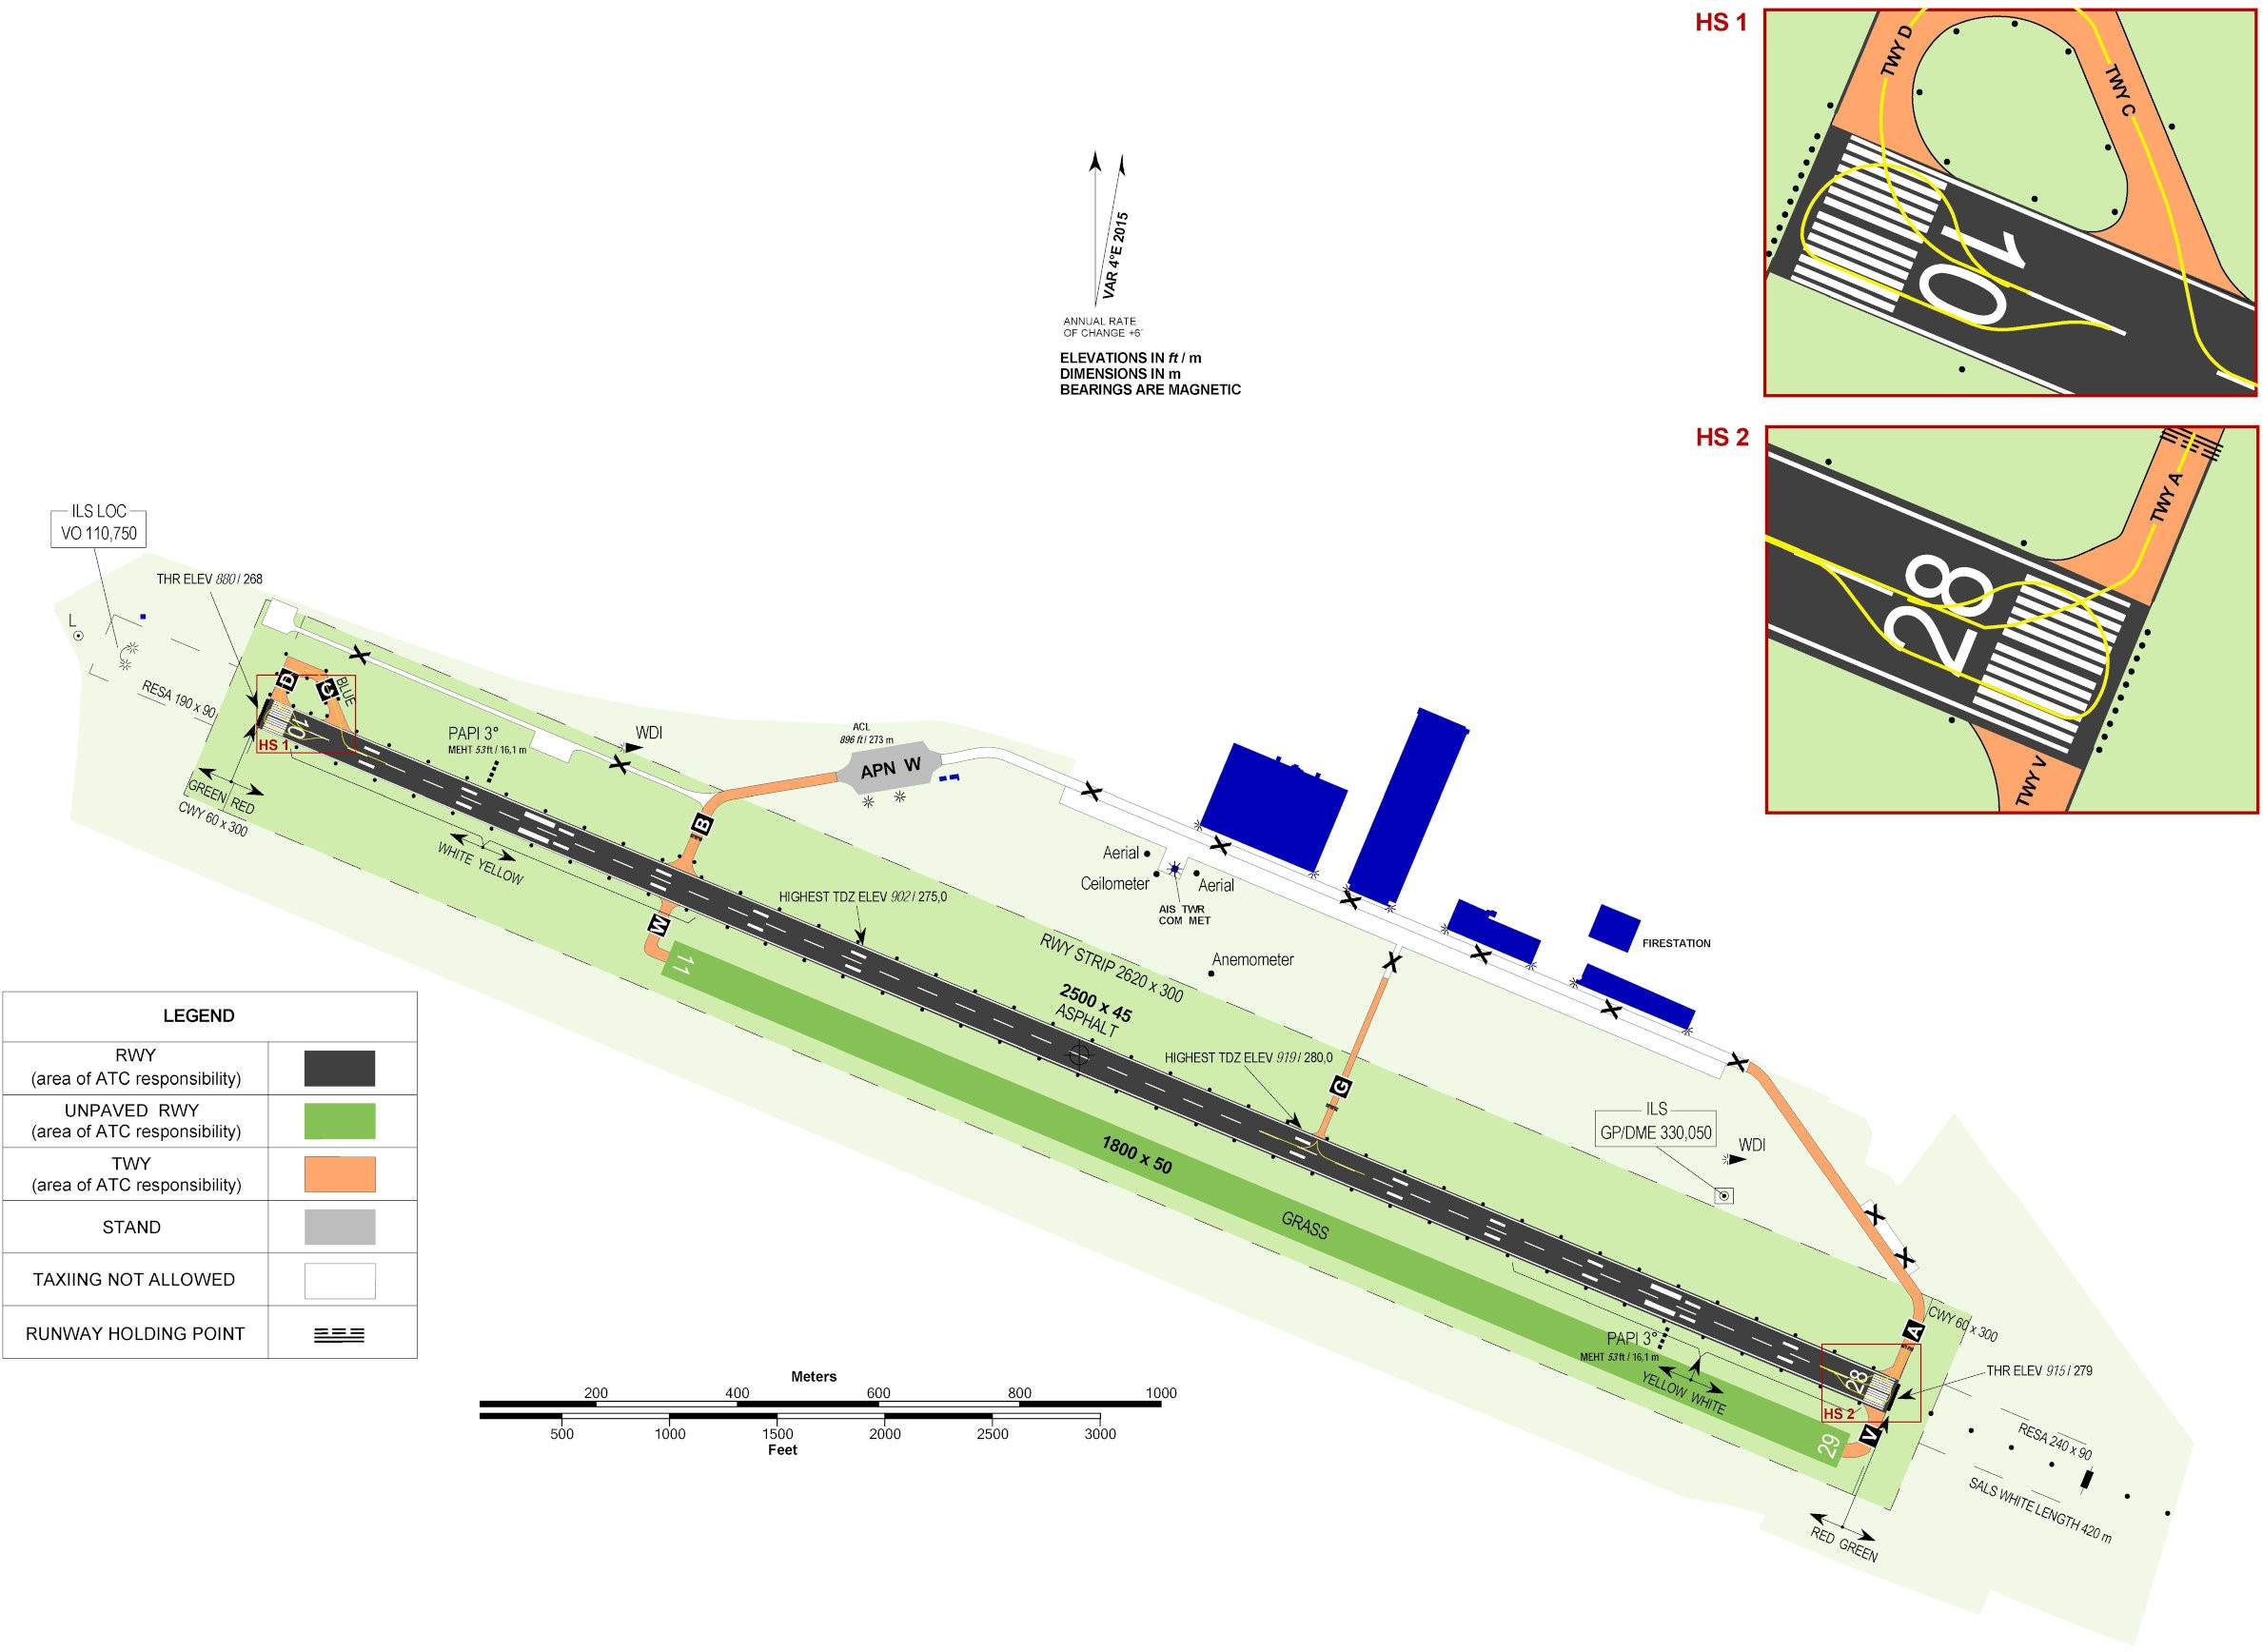 HS 1
TWY D
TWY C
10
VAR 4°E 2015
ANNUAL RATE
OF CHANGE +6'
ELEVATIONS IN ft / m
DIMENSIONS IN m
BEARINGS ARE MAGNETIC
HS 2
TWY A
28
TWY V
ILS LOC
VO 110,750
THR ELEV 880 / 268
L
RESA 190 x 90
D
C
BLUE
10
HS 1
GREEN RED
CWY 60 x 300
PAPI 3°
MEHT 53ft / 16,1 m
WDI
WHITE YELLOW
ACL
896 ft / 273 m
APN W
B
W
11
HIGHEST TDZ ELEV 902 / 275,0
Aerial
Ceilometer
Aerial
AIS TWR
COM MET
Anemometer
FIRESTATION
RWY STRIP 2620 x 300
2500 x 45
ASPHALT
HIGHEST TDZ ELEV 919 / 280,0
G
1800 x 50
GRASS
ILS
GP/DME 330,050
WDI
A
CWY 60 x 300
PAPI 3°
MEHT 53ft / 16,1 m
YELLOW WHITE
28
HS 2
29
V
THR ELEV 915 / 279
RESA 240 x 90
SALS WHITE LENGTH 420 m
RED GREEN
LEGEND
RWY
(area of ATC responsibility)
UNPAVED RWY
(area of ATC responsibility)
TWY
(area of ATC responsibility)
STAND
TAXIING NOT ALLOWED
RUNWAY HOLDING POINT
Meters
200 400 600 800 1000
500 1000 1500 2000 2500 3000
Feet